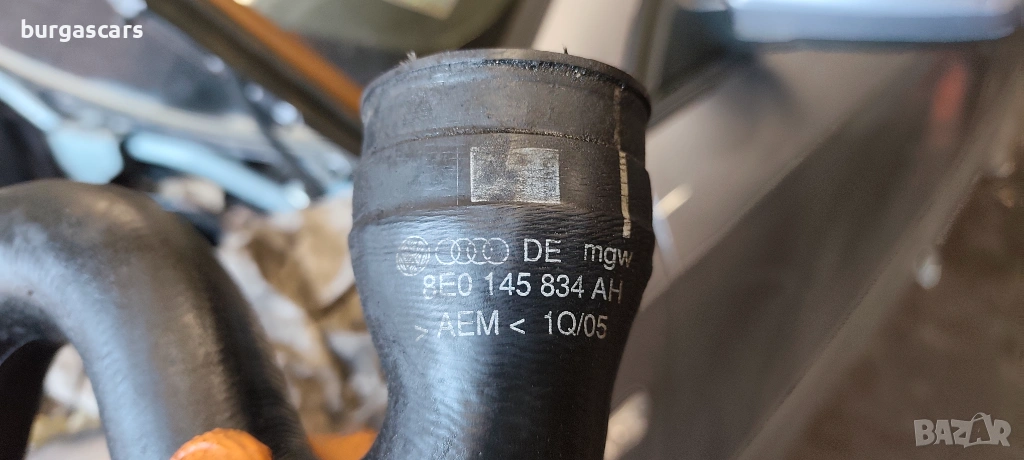 burgascars
DE mgw
8E0 145 834 AH
> AEM < 1Q/05
BAZAR